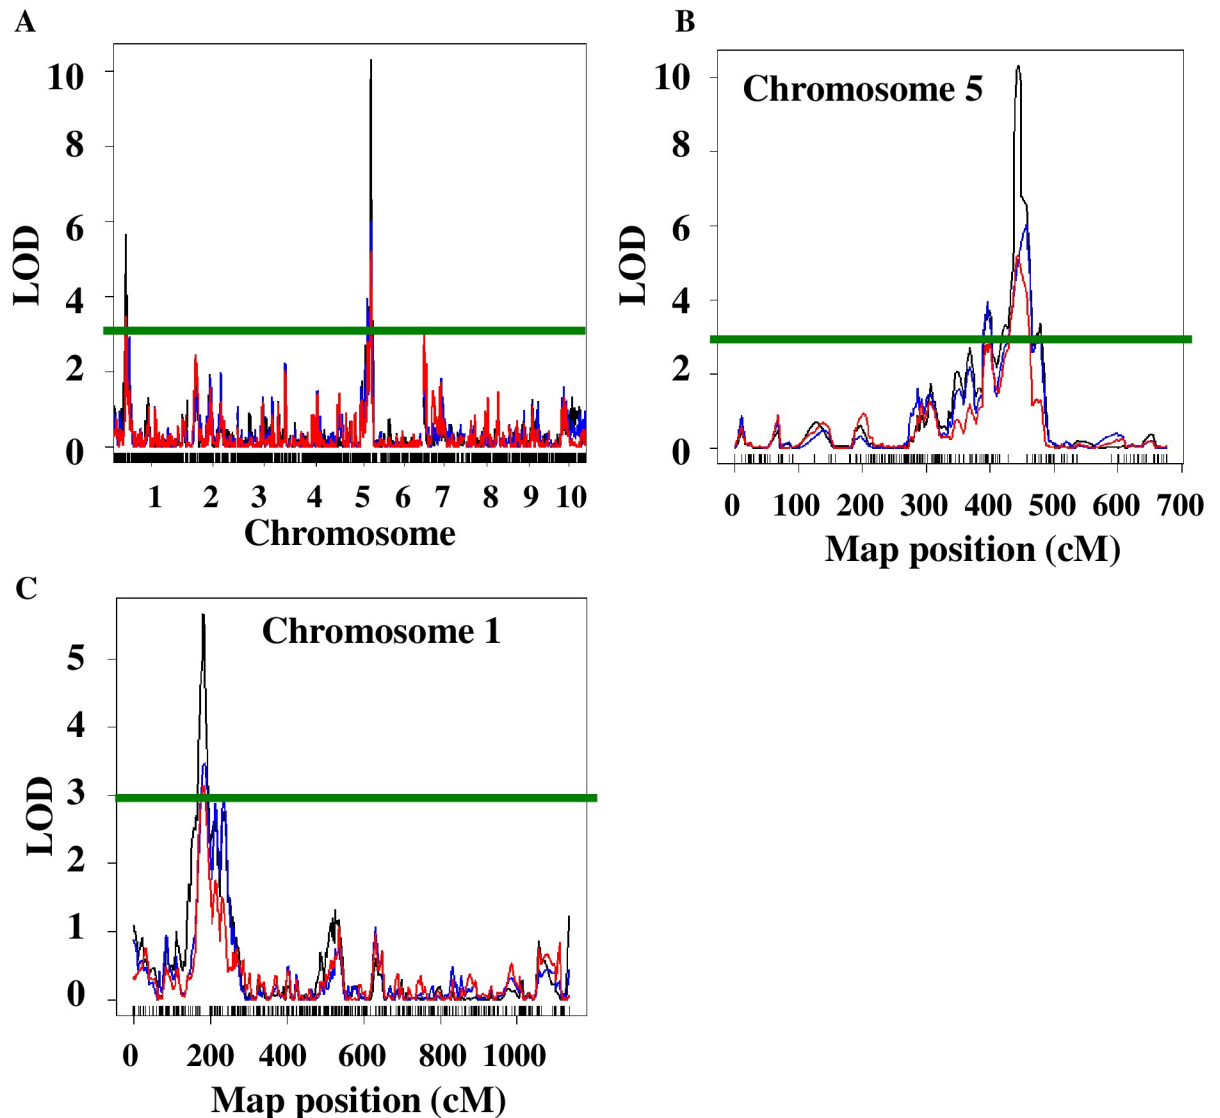 A
10
8
6
4
2
0
LOD
1 2 3 4 5 6 7 8 9 10
Chromosome
B
Chromosome 5
10
8
6
4
2
0
LOD
0 100 200 300 400 500 600 700
Map position (cM)
C
Chromosome 1
5
4
3
2
1
0
LOD
0 200 400 600 800 1000
Map position (cM)